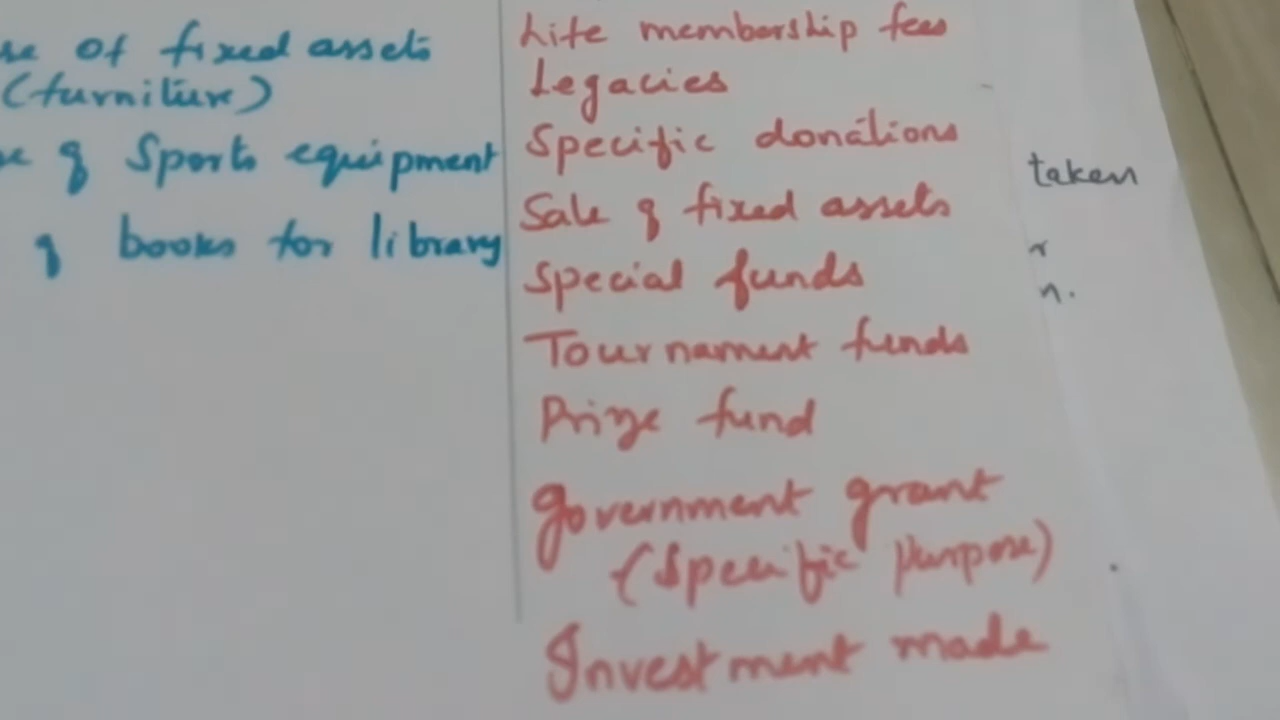 of fixed assets
(furniture)
of Sports equipment
of books for library
Life membership fees
Legacies
Specific donations
Sale of fixed assets
Special funds
Tournament funds
Prize fund
Government grant
(Specific purpose)
Investment made
taken
n.